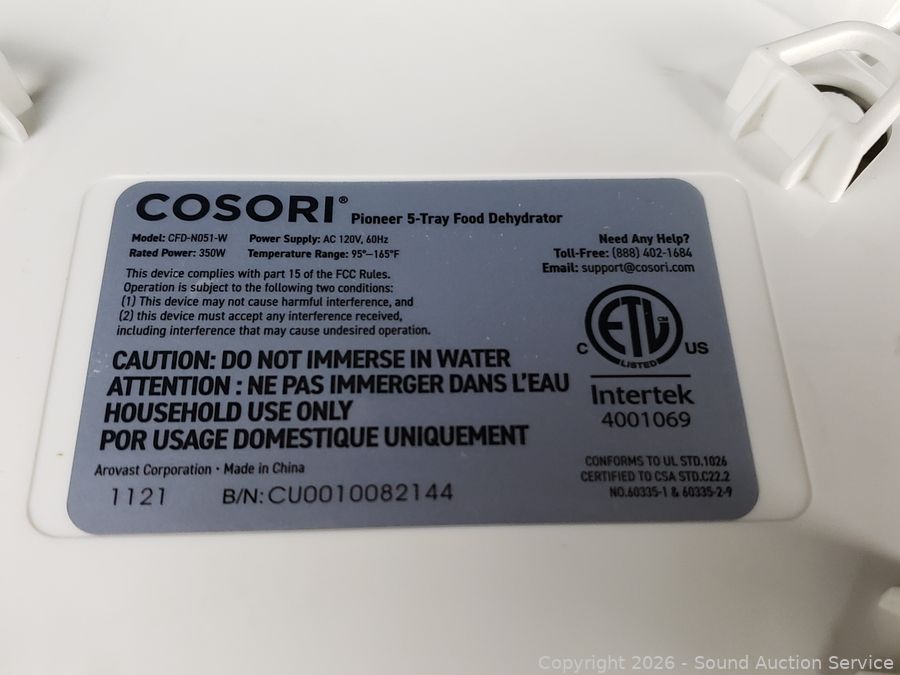 COSORI® Pioneer 5-Tray Food Dehydrator
Model: CFD-N051-W Power Supply: AC 120V, 60Hz
Rated Power: 350W Temperature Range: 95°–165°F
Need Any Help?
Toll-Free: (888) 402-1684
Email: support@cosori.com
This device complies with part 15 of the FCC Rules.
Operation is subject to the following two conditions:
(1) This device may not cause harmful interference, and
(2) this device must accept any interference received,
including interference that may cause undesired operation.
CAUTION: DO NOT IMMERSE IN WATER
ATTENTION : NE PAS IMMERGER DANS L'EAU
HOUSEHOLD USE ONLY
POR USAGE DOMESTIQUE UNIQUEMENT
ETL CM
LISTED
C US
Intertek
4001069
Arovast Corporation · Made in China
1121 B/N: CU0010082144
CONFORMS TO UL STD.1026
CERTIFIED TO CSA STD.C22.2
NO.60335-1 & 60335-2-9
Copyright 2026 - Sound Auction Service